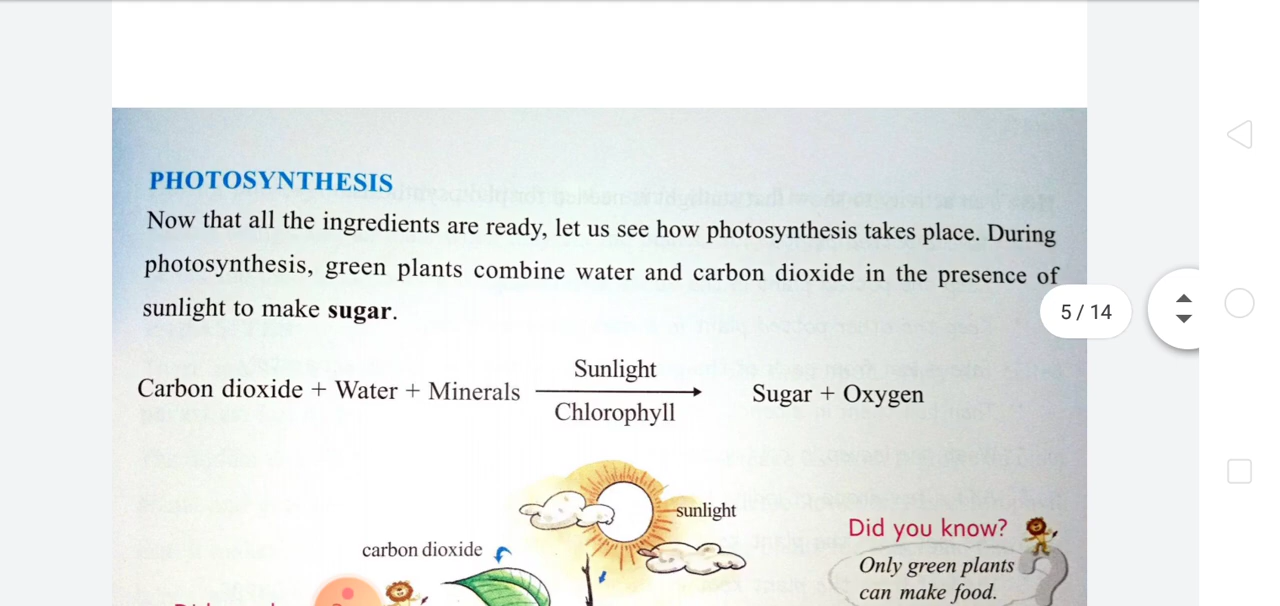 PHOTOSYNTHESIS
Now that all the ingredients are ready, let us see how photosynthesis takes place. During
photosynthesis, green plants combine water and carbon dioxide in the presence of
sunlight to make sugar.
5 / 14
Sunlight
Carbon dioxide + Water + Minerals
Chlorophyll
Sugar + Oxygen
sunlight
carbon dioxide
Did you know?
Only green plants
can make food.